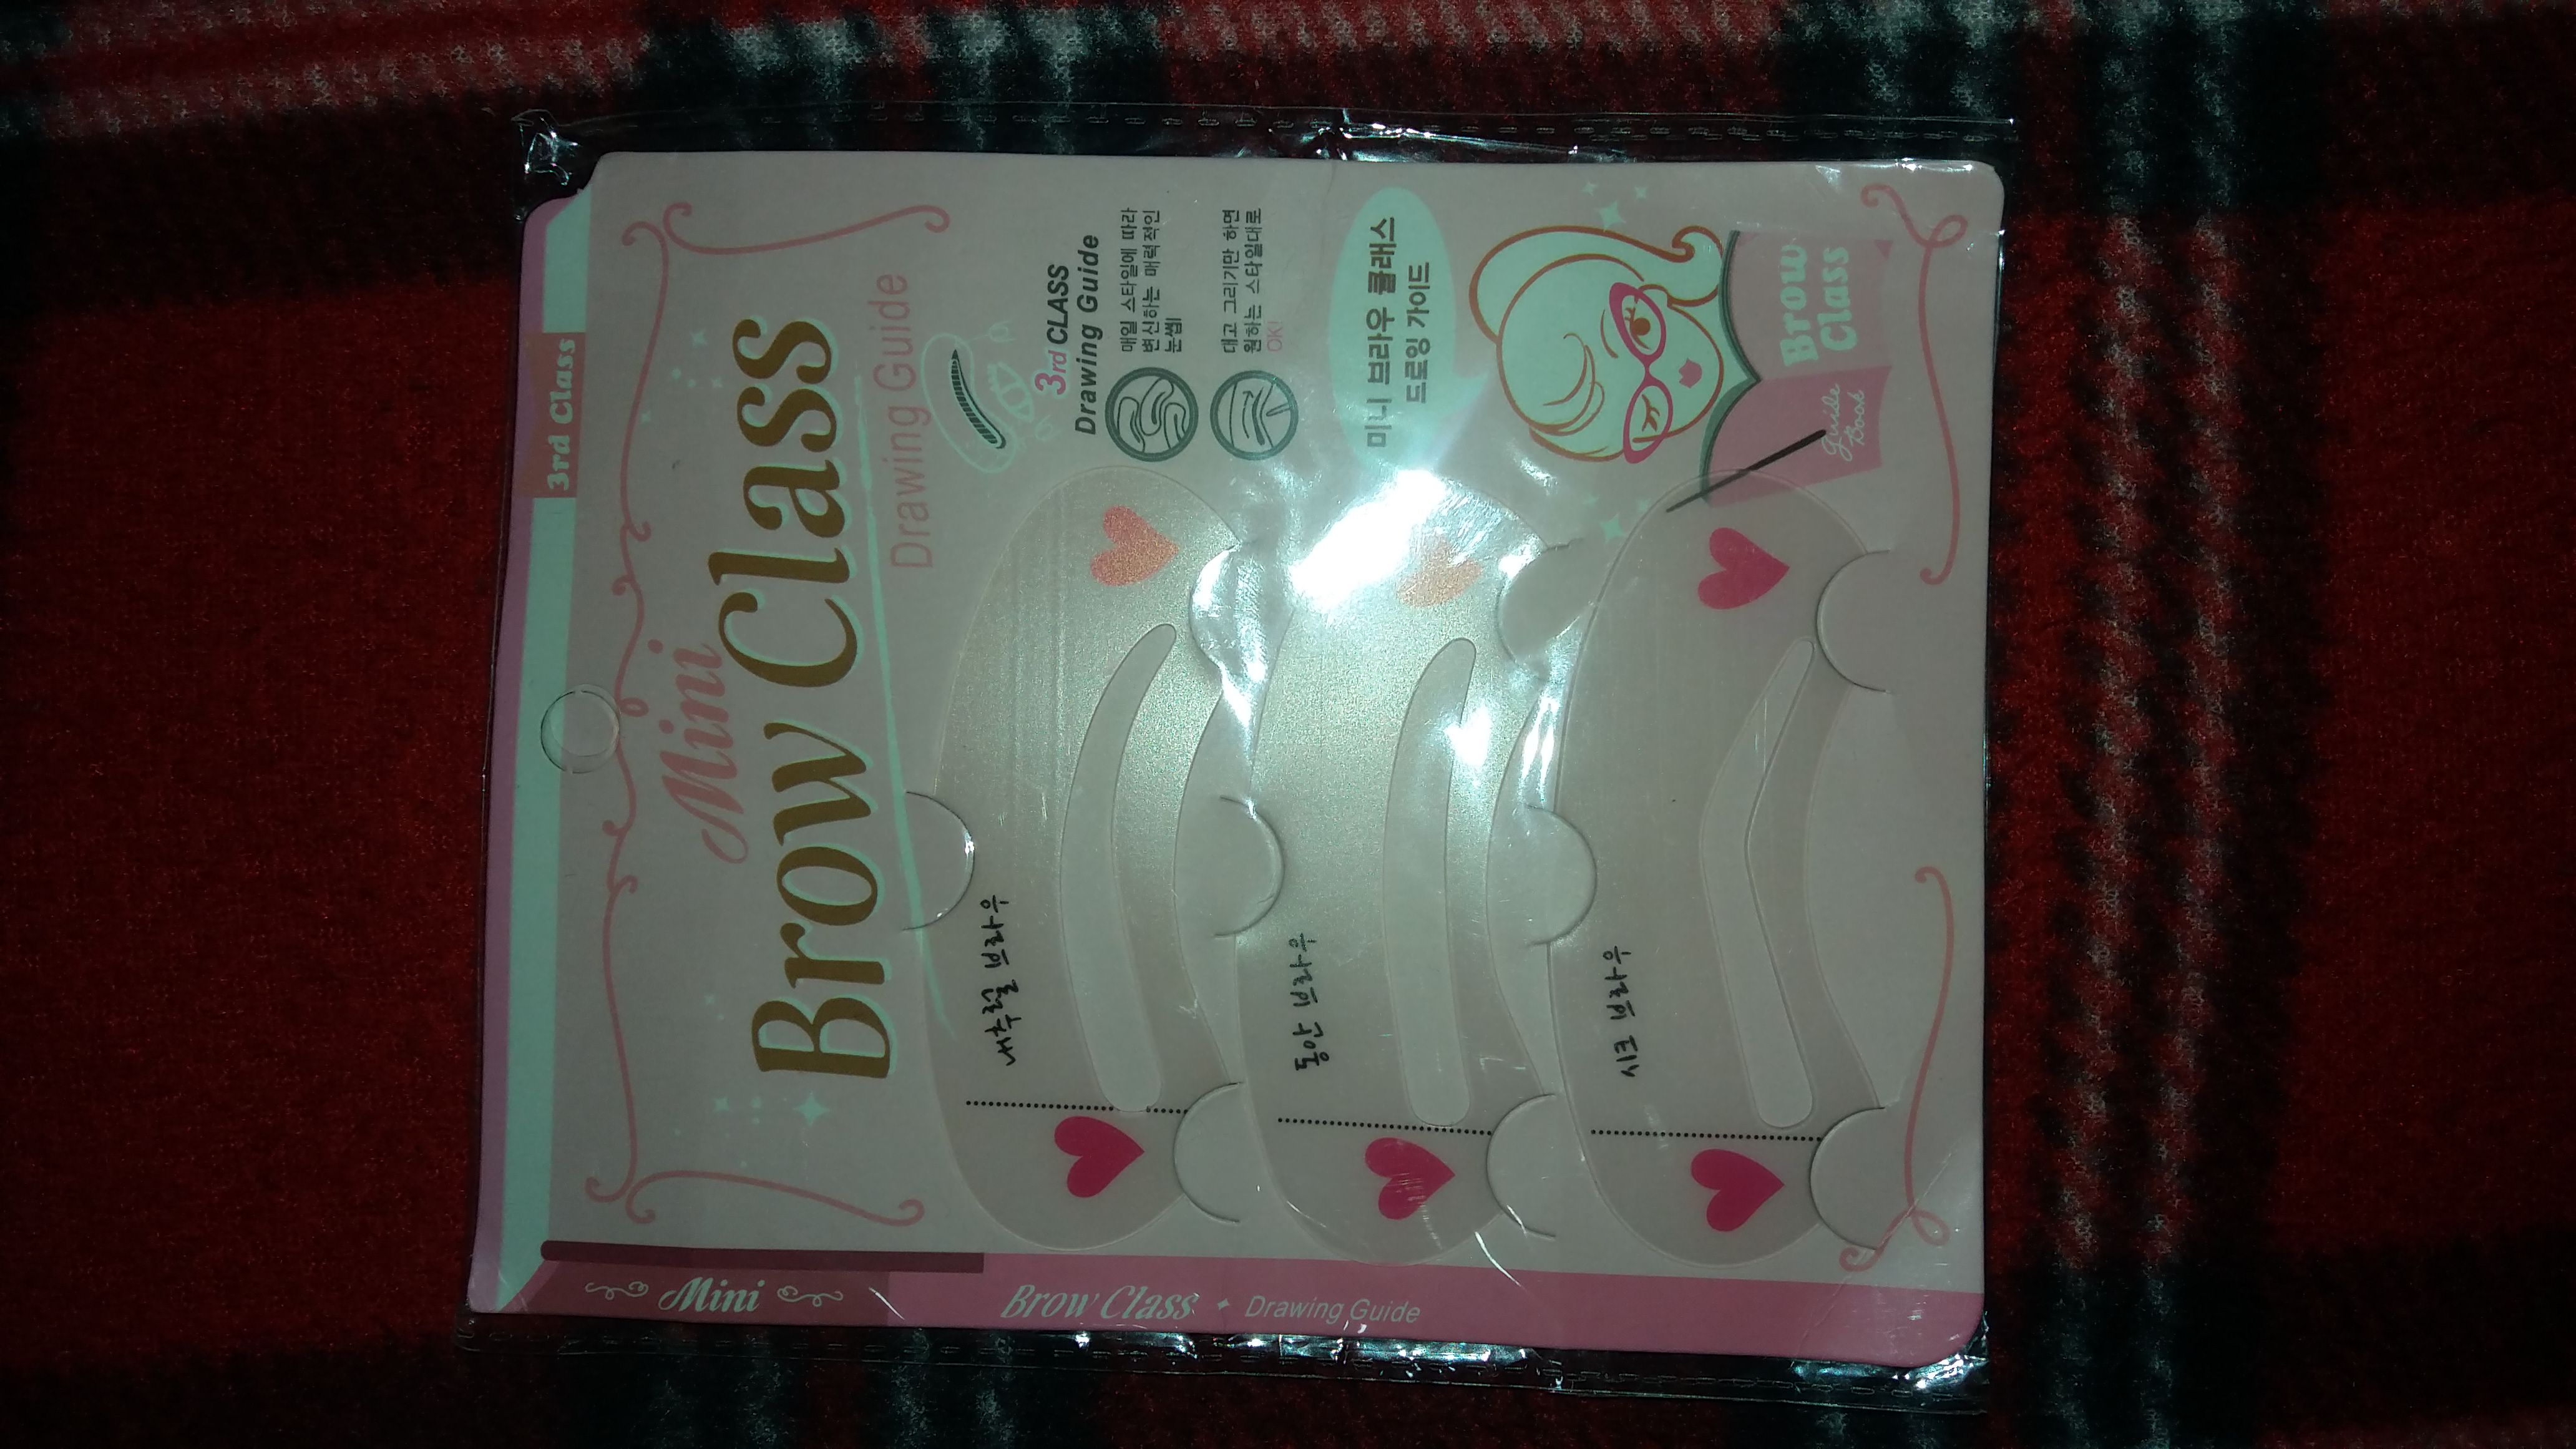 3rd Class
Mini
Brow Class
Drawing Guide
3rd CLASS
Drawing Guide
매일 스타일에 따라
변신하는 매력적인
눈썹!
대고 그리기만 하면
원하는 스타일대로
OK!
미니 브라우 클래스
드로잉 가이드
guide
Book
Brow
Class
내추럴 브라우
동안 브라우
시크 브라우
Mini
Brow Class Drawing Guide